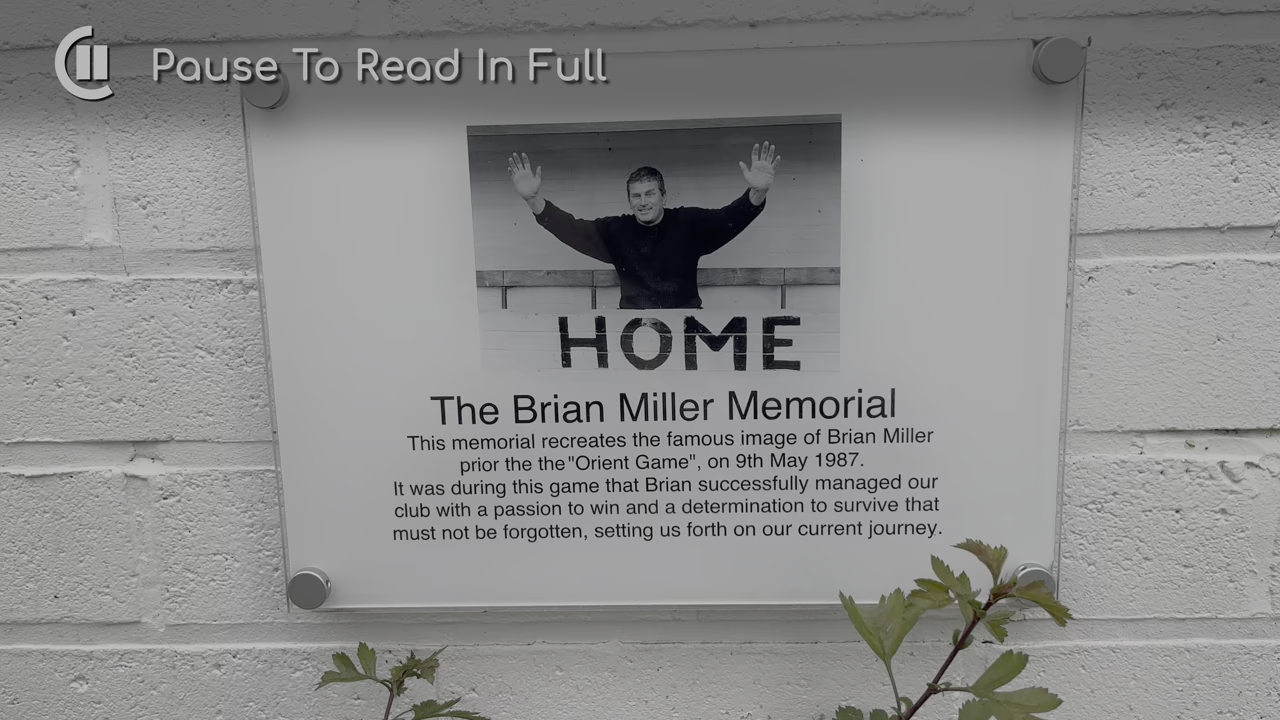 Pause To Read In Full
HOME
The Brian Miller Memorial
This memorial recreates the famous image of Brian Miller
prior the the "Orient Game", on 9th May 1987.
It was during this game that Brian successfully managed our
club with a passion to win and a determination to survive that
must not be forgotten, setting us forth on our current journey.